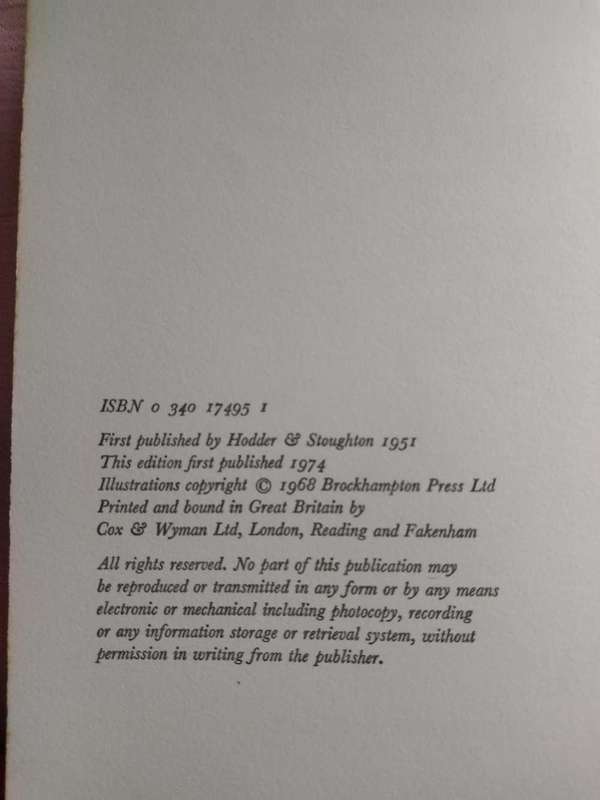 ISBN 0 340 17495 1
First published by Hodder & Stoughton 1951
This edition first published 1974
Illustrations copyright © 1968 Brockhampton Press Ltd
Printed and bound in Great Britain by
Cox & Wyman Ltd, London, Reading and Fakenham
All rights reserved. No part of this publication may
be reproduced or transmitted in any form or by any means
electronic or mechanical including photocopy, recording
or any information storage or retrieval system, without
permission in writing from the publisher.